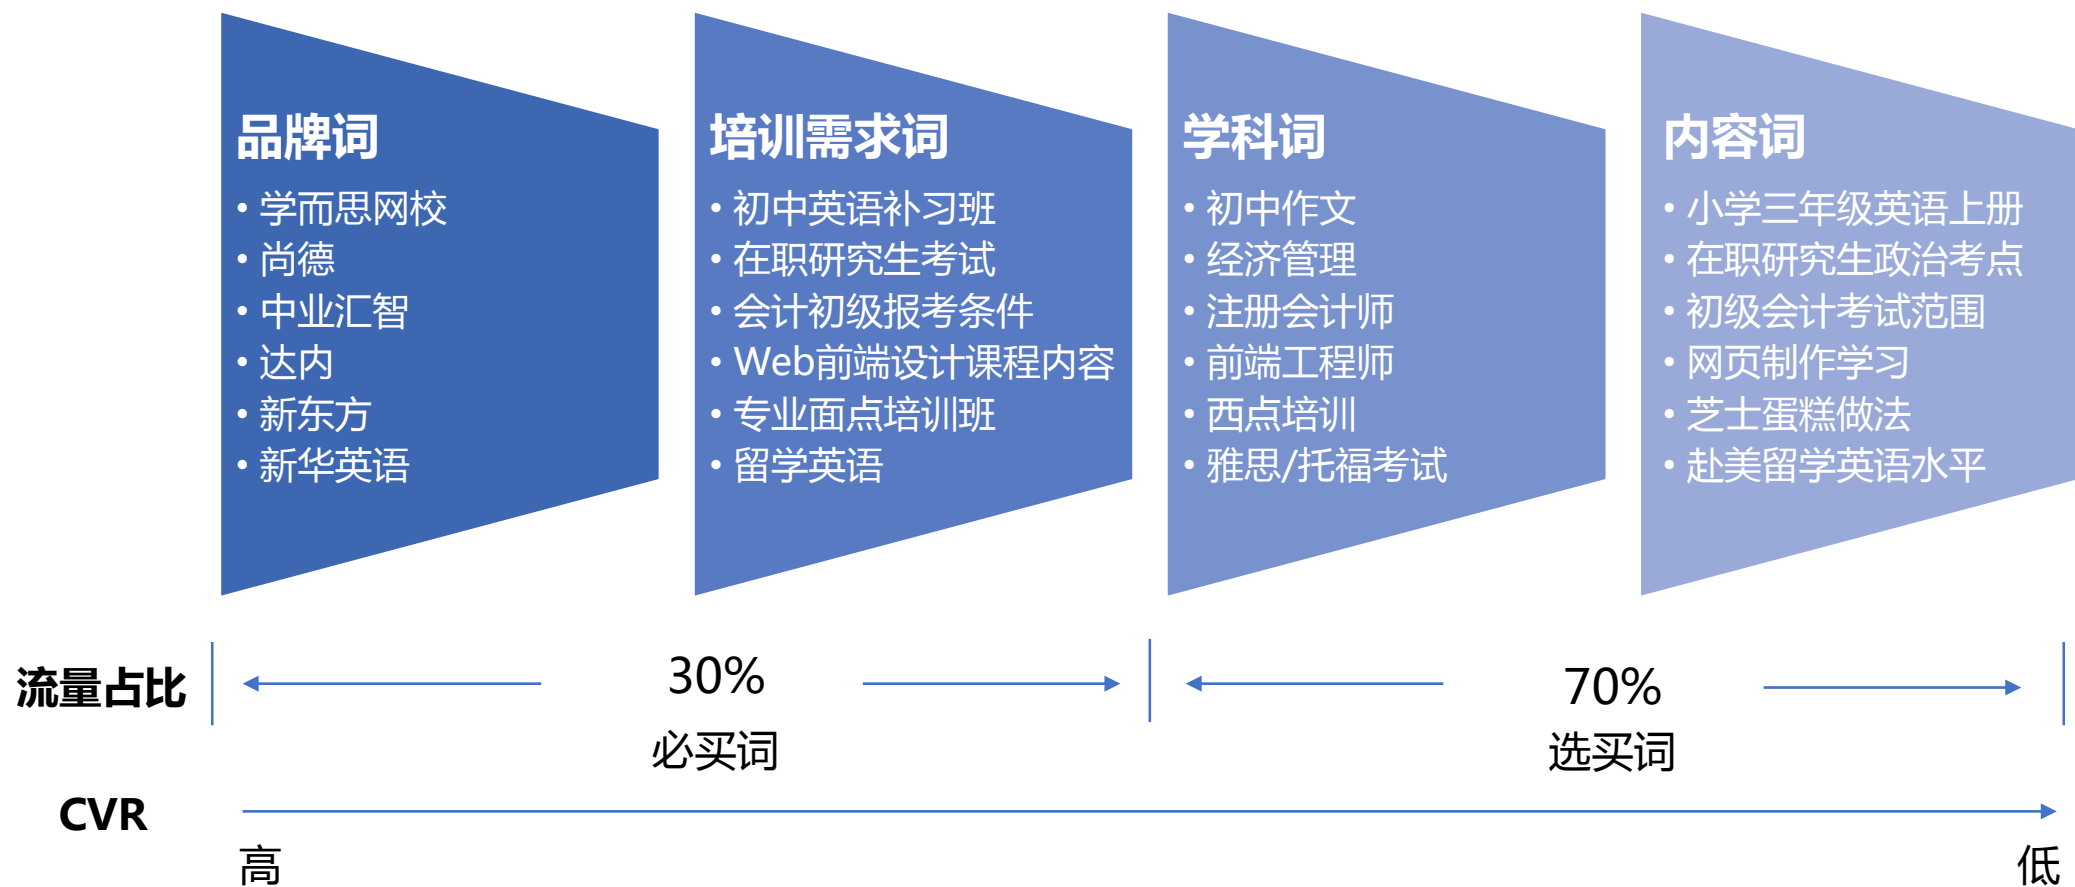 品牌词
• 学而思网校
• 尚德
• 中业汇智
• 达内
• 新东方
• 新华英语
培训需求词
• 初中英语补习班
• 在职研究生考试
• 会计初级报考条件
• Web前端设计课程内容
• 专业面点培训班
• 留学英语
学科词
• 初中作文
• 经济管理
• 注册会计师
• 前端工程师
• 西点培训
• 雅思/托福考试
内容词
• 小学三年级英语上册
• 在职研究生政治考点
• 初级会计考试范围
• 网页制作学习
• 芝士蛋糕做法
• 赴美留学英语水平
流量占比
30%
必买词
70%
选买词
CVR
高
低